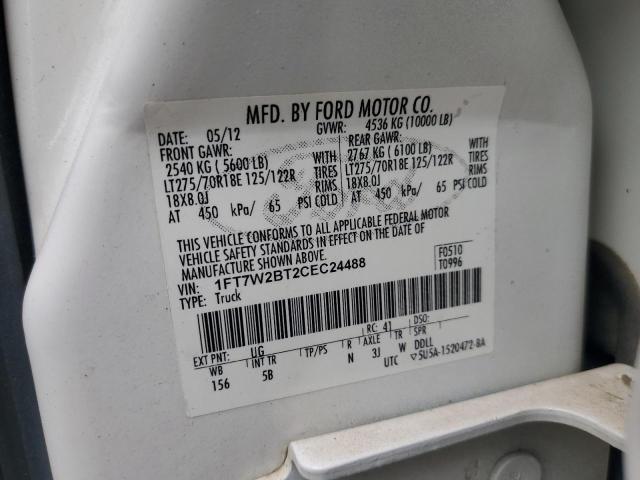 MFD. BY FORD MOTOR CO.
DATE: 05/12 GVWR: 4536 KG (10000 LB)
FRONT GAWR: REAR GAWR:
2540 KG ( 5600 LB) WITH 2767 KG ( 6100 LB) WITH
LT275/70R18E 125/122R TIRES LT275/70R18E 125/122R TIRES
18X8.0J RIMS 18X8.0J RIMS
AT 450 kPa/ 65 PSI COLD AT 450 kPa/ 65 PSI COLD
THIS VEHICLE CONFORMS TO ALL APPLICABLE FEDERAL MOTOR
VEHICLE SAFETY STANDARDS IN EFFECT ON THE DATE OF
MANUFACTURE SHOWN ABOVE.
VIN: 1FT7W2BT2CEC24488 F0510
TYPE: Truck T0996
EXT PNT: UG RC: 41 DSO:
WB INT TR TP/PS R AXLE TR SPR
156 5B N 3J W DDLL
UTC ▽5U5A-1520472-BA